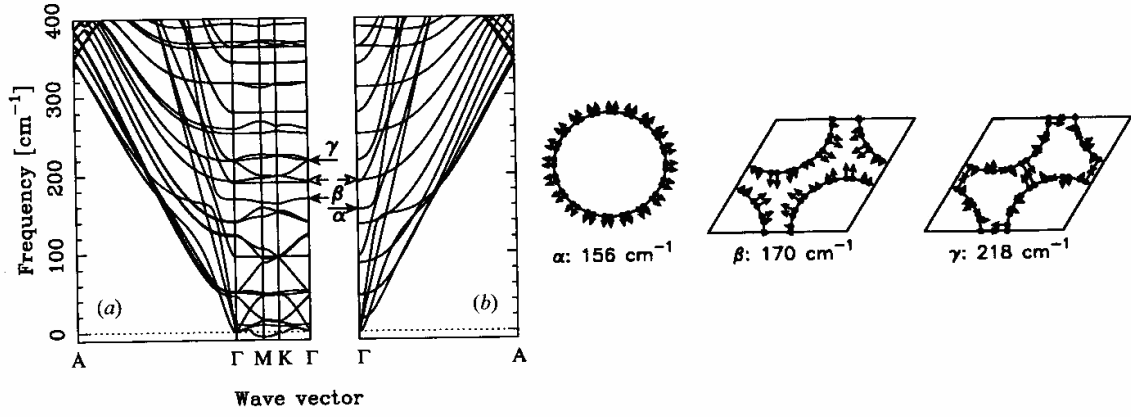 Frequency [cm⁻¹]
400
300
200
100
0
(a)
(b)
γ
β
α
A
Γ
M
K
Γ
Γ
A
Wave vector
α: 156 cm⁻¹
β: 170 cm⁻¹
γ: 218 cm⁻¹